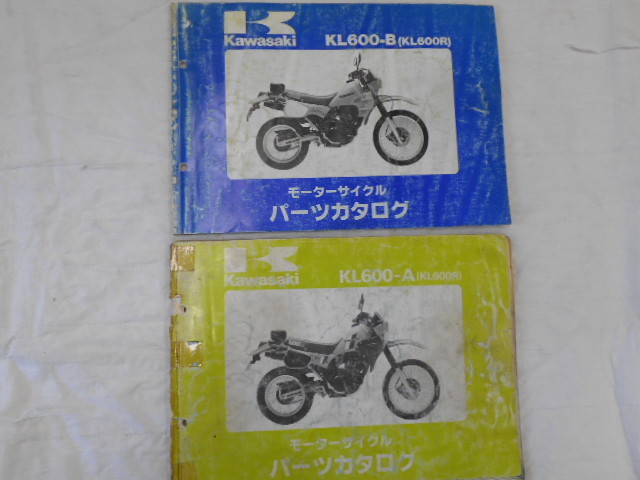 Kawasaki
KL600-B (KL600R)
モーターサイクル
パーツカタログ
Kawasaki
KL600-A (KL600R)
モーターサイクル
パーツカタログ